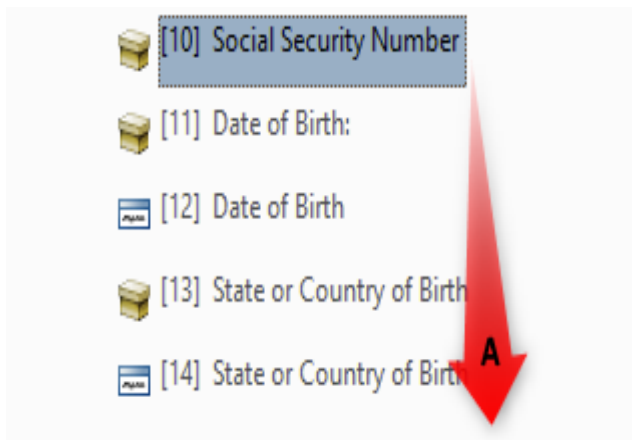 [10] Social Security Number
[11] Date of Birth:
[12] Date of Birth
[13] State or Country of Birth
[14] State or Country of Birth
A